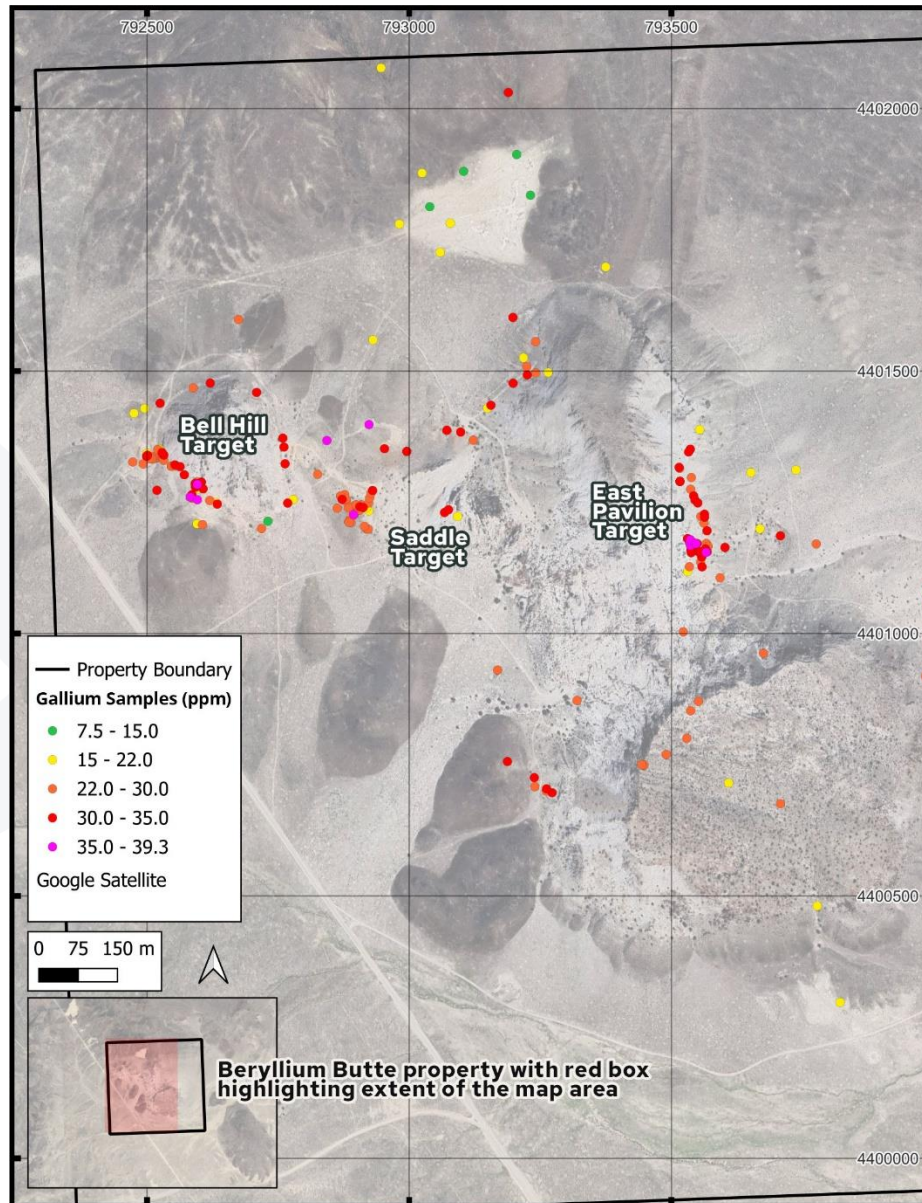 792500
793000
793500
4402000
4401500
Bell Hill
Target
East
Pavilion
Target
Saddle
Target
4401000
Property Boundary
Gallium Samples (ppm)
7.5 - 15.0
15 - 22.0
22.0 - 30.0
30.0 - 35.0
35.0 - 39.3
Google Satellite
4400500
0 75 150 m
Beryllium Butte property with red box
highlighting extent of the map area
4400000